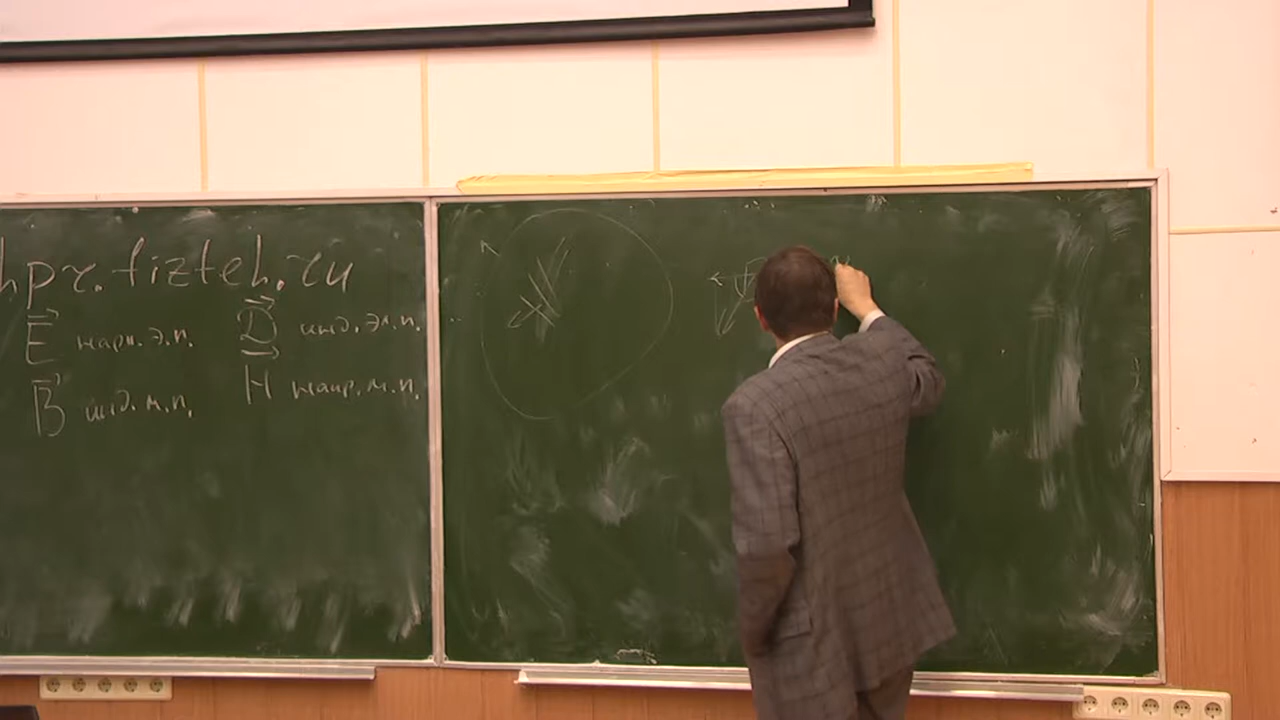 hpr.fizteh.ru
E напр. э.п. D инд. эл.п.
B инд. м.п. H напр. м.п.